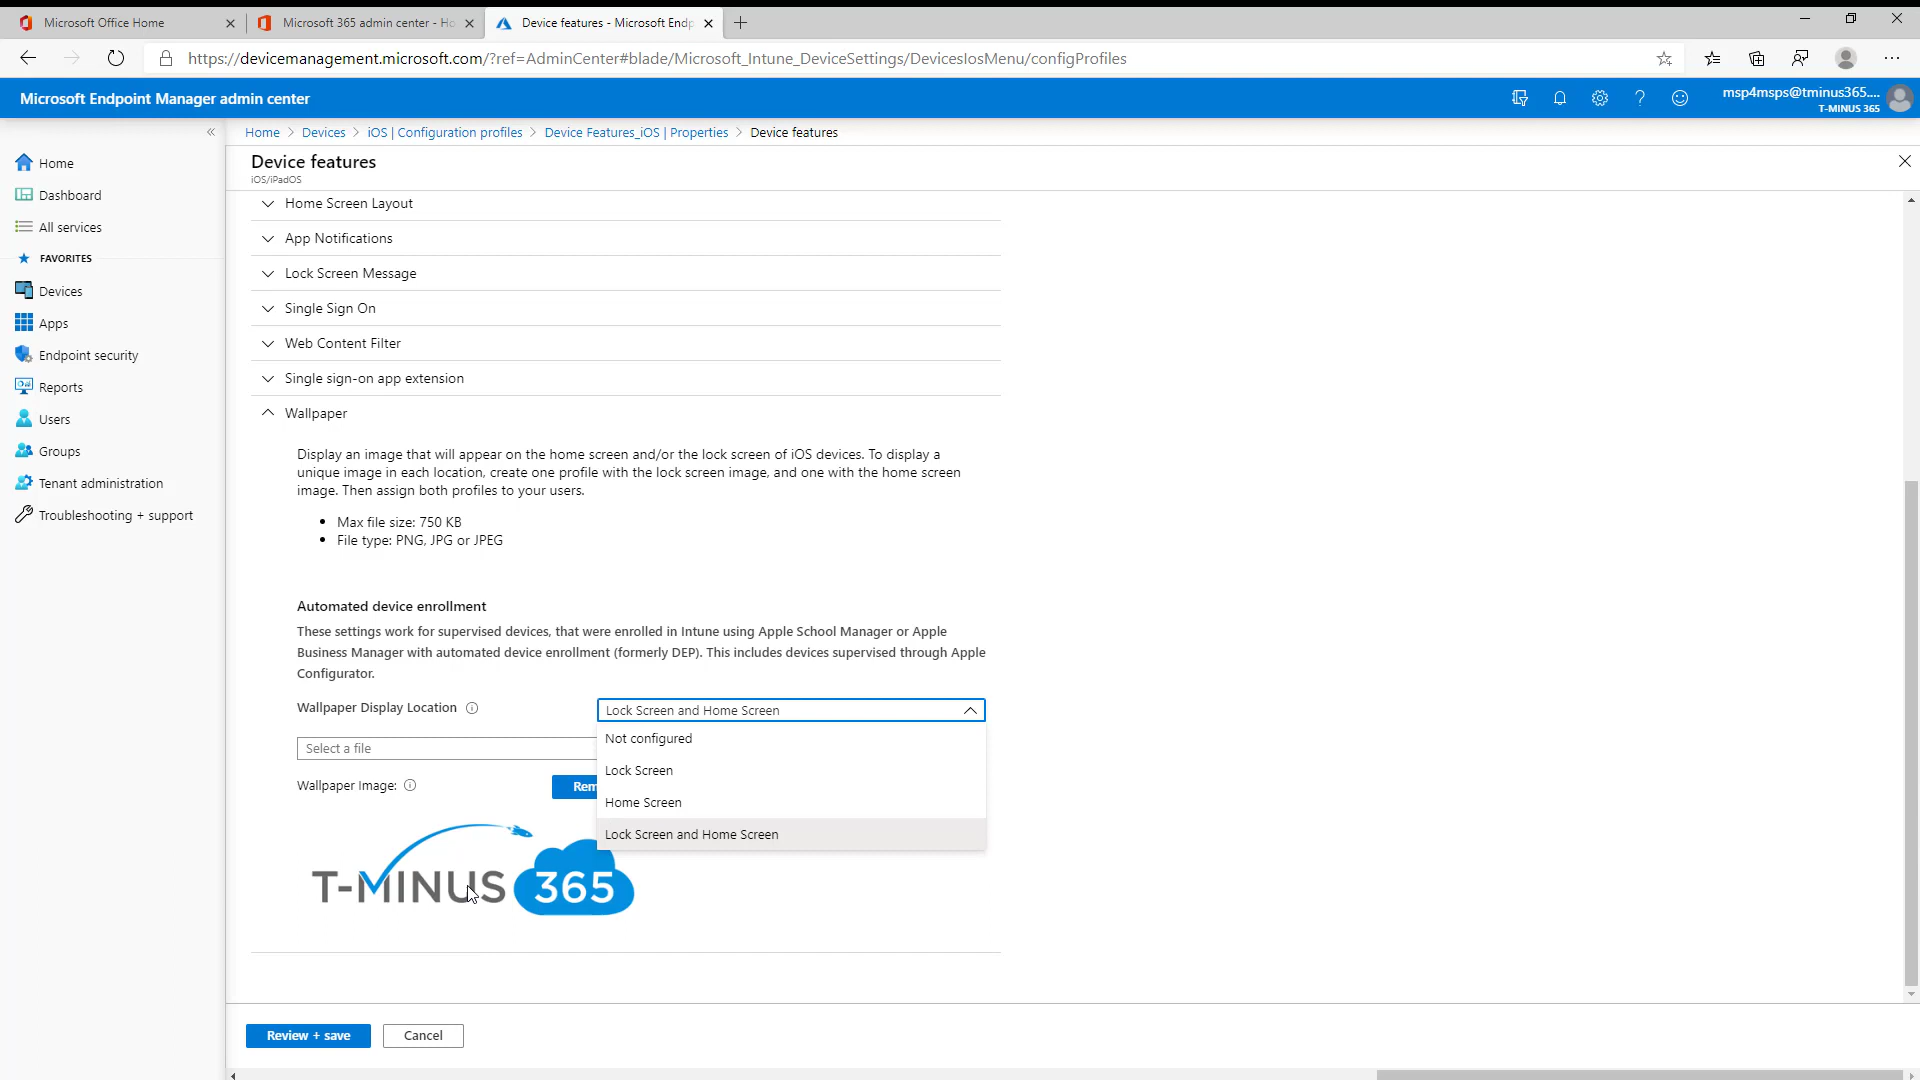 Microsoft Office Home
Microsoft 365 admin center - Ho
Device features - Microsoft Endp
https://devicemanagement.microsoft.com/?ref=AdminCenter#blade/Microsoft_Intune_DeviceSettings/DevicesIosMenu/configProfiles
Microsoft Endpoint Manager admin center
msp4msps@tminus365....
T-MINUS 365
Home > Devices > iOS | Configuration profiles > Device Features_iOS | Properties > Device features
Device features
iOS/iPadOS
Home
Dashboard
All services
FAVORITES
Devices
Apps
Endpoint security
Reports
Users
Groups
Tenant administration
Troubleshooting + support
Home Screen Layout
App Notifications
Lock Screen Message
Single Sign On
Web Content Filter
Single sign-on app extension
Wallpaper
Display an image that will appear on the home screen and/or the lock screen of iOS devices. To display a
unique image in each location, create one profile with the lock screen image, and one with the home screen
image. Then assign both profiles to your users.
• Max file size: 750 KB
• File type: PNG, JPG or JPEG
Automated device enrollment
These settings work for supervised devices, that were enrolled in Intune using Apple School Manager or Apple
Business Manager with automated device enrollment (formerly DEP). This includes devices supervised through Apple
Configurator.
Wallpaper Display Location
Lock Screen and Home Screen
Not configured
Lock Screen
Home Screen
Lock Screen and Home Screen
Select a file
Wallpaper Image:
Rem
T-MINUS 365
Review + save
Cancel